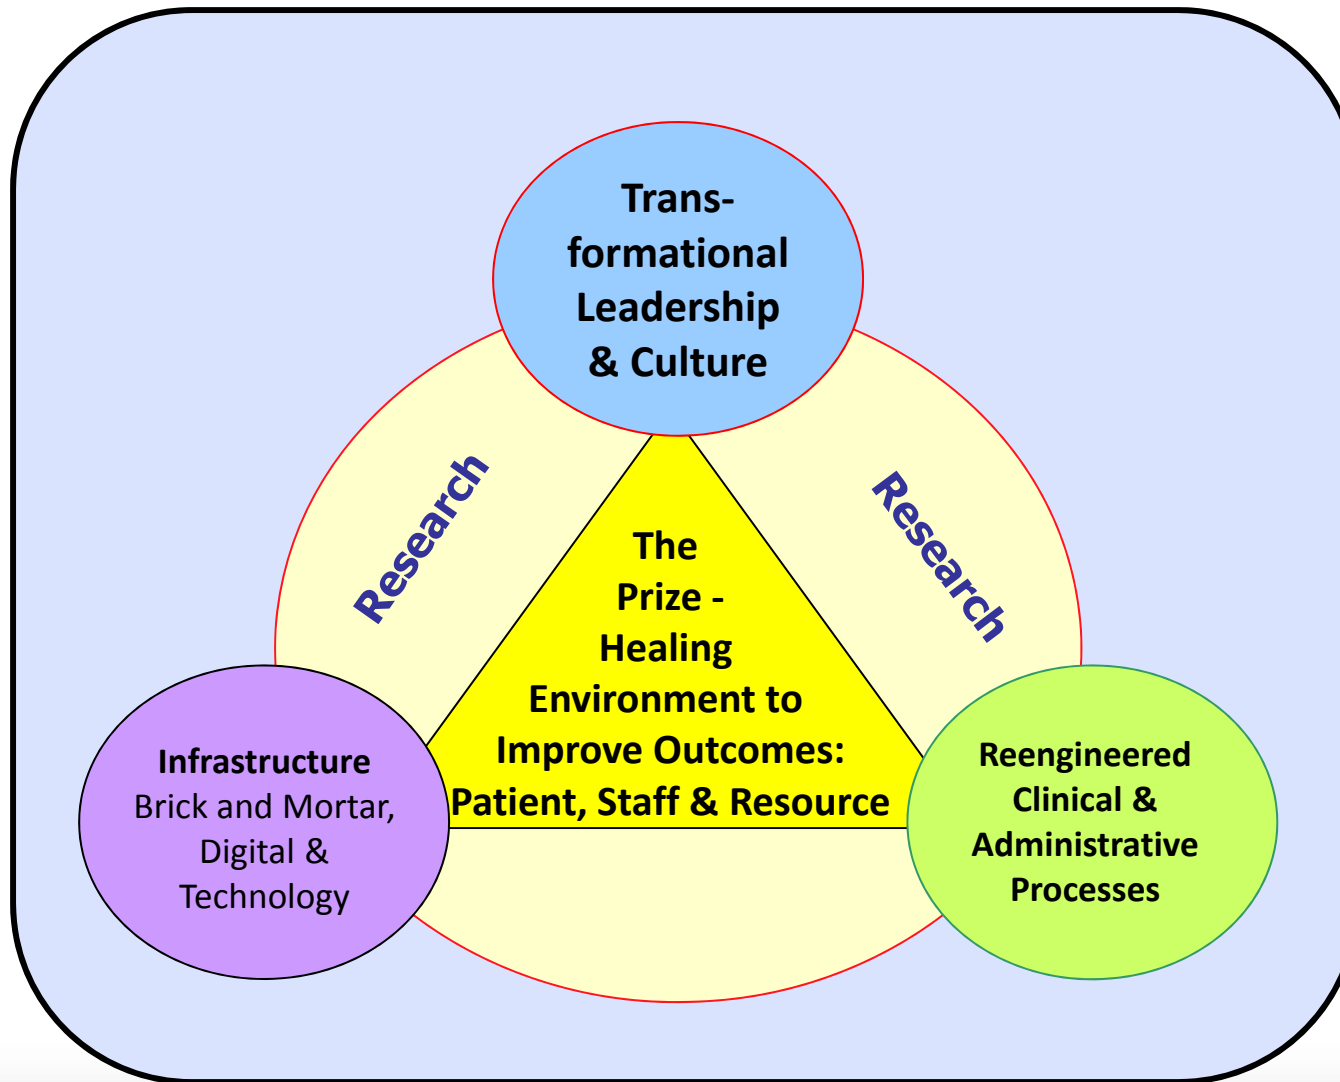 Trans-
formational
Leadership
& Culture
Research
Research
The
Prize -
Healing
Environment to
Improve Outcomes:
Patient, Staff & Resource
Infrastructure
Brick and Mortar,
Digital &
Technology
Reengineered
Clinical &
Administrative
Processes